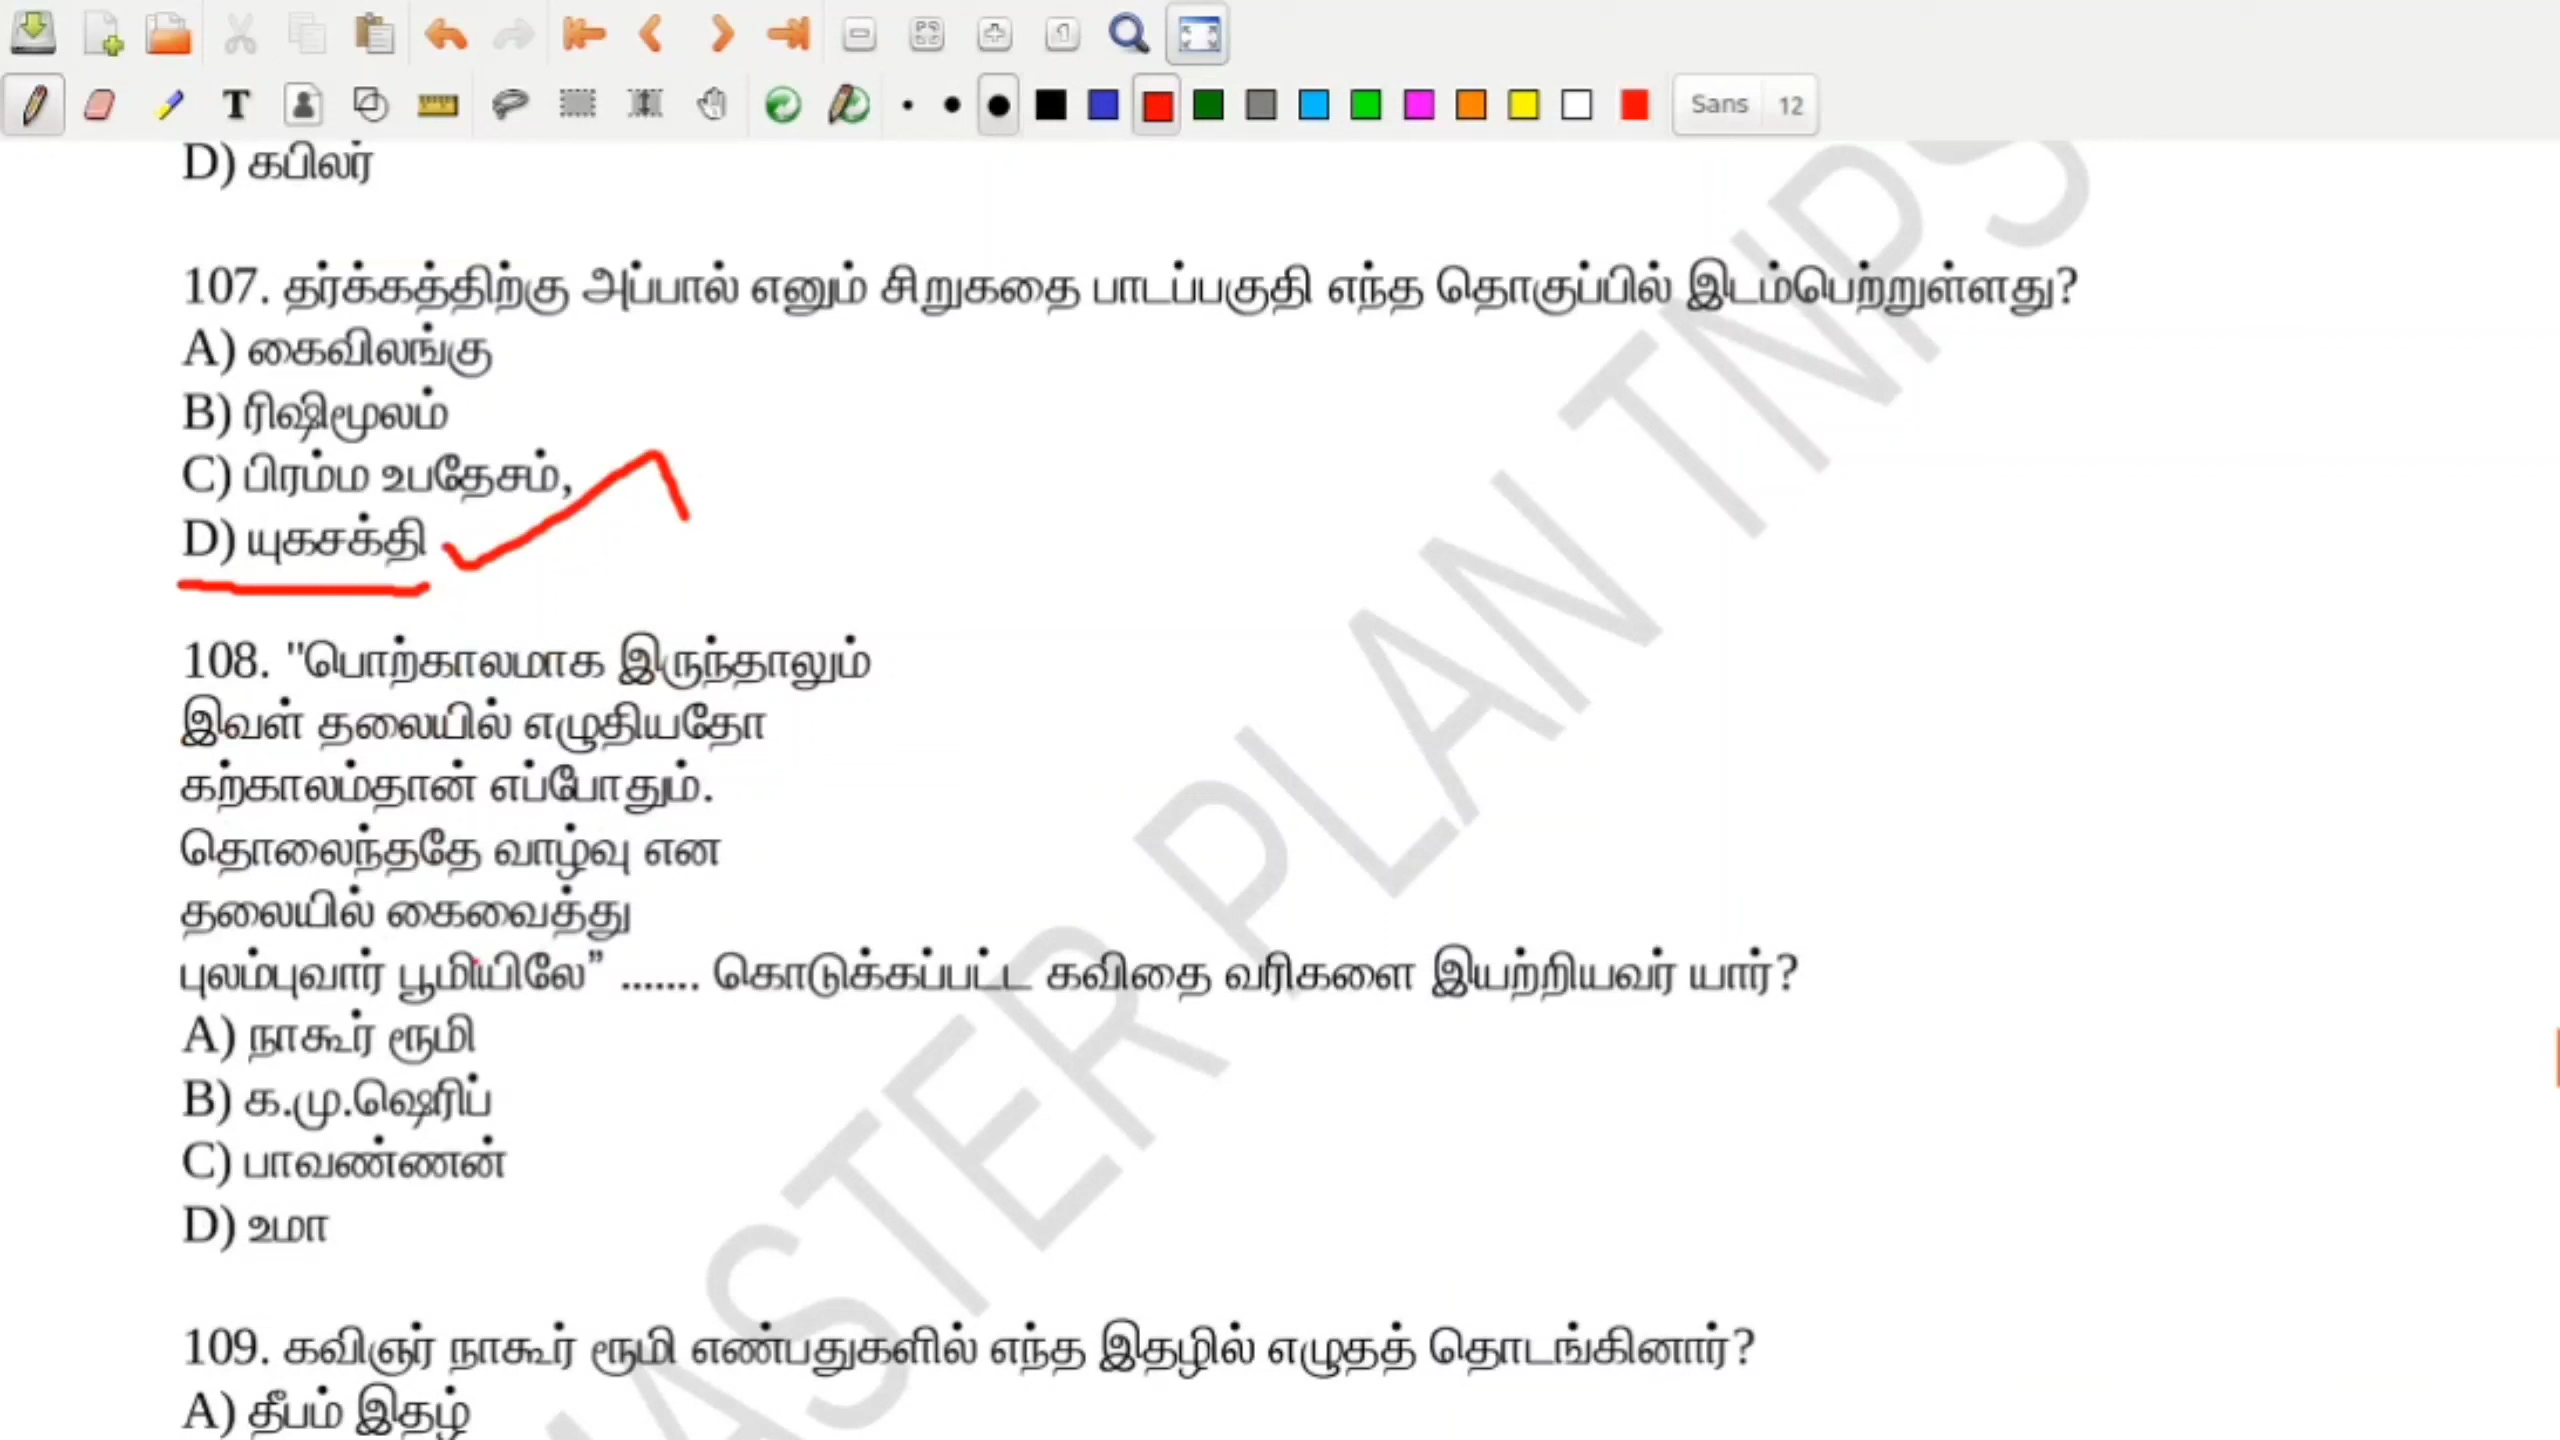 Sans 12
D) கபிலர்
107. தர்க்கத்திற்கு அப்பால் எனும் சிறுகதை பாடப்பகுதி எந்த தொகுப்பில் இடம்பெற்றுள்ளது?
A) கைவிலங்கு
B) ரிஷிமூலம்
C) பிரம்ம உபதேசம்,
D) யுகசக்தி
108. "பொற்காலமாக இருந்தாலும்
இவள் தலையில் எழுதியதோ
கற்காலம்தான் எப்போதும்.
தொலைந்ததே வாழ்வு என
தலையில் கைவைத்து
புலம்புவார் பூமியிலே” ....... கொடுக்கப்பட்ட கவிதை வரிகளை இயற்றியவர் யார்?
A) நாகூர் ரூமி
B) க.மு.ஷெரிப்
C) பாவண்ணன்
D) உமா
109. கவிஞர் நாகூர் ரூமி எண்பதுகளில் எந்த இதழில் எழுதத் தொடங்கினார்?
A) தீபம் இதழ்
MASTER PLAN TNPS